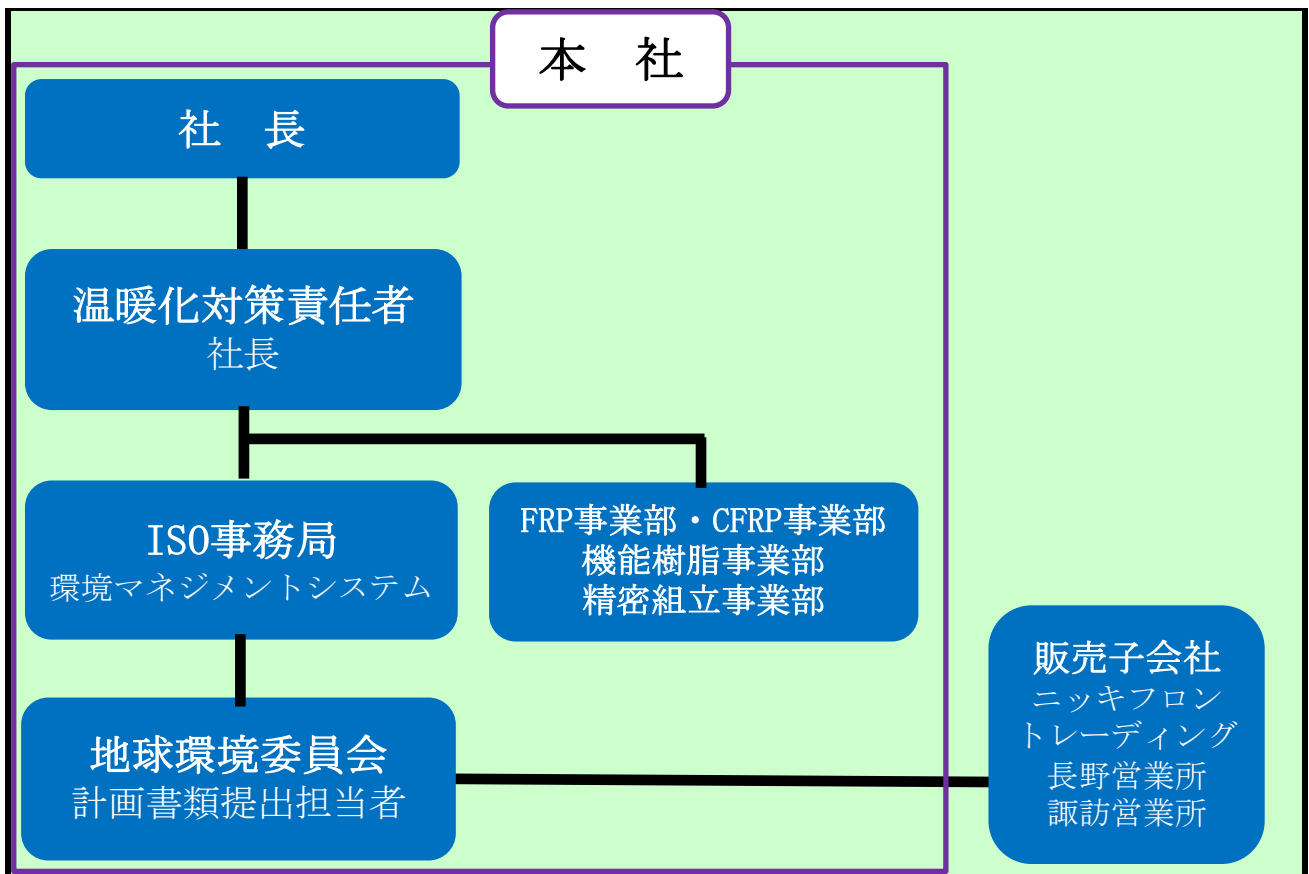 本　社
社　長
温暖化対策責任者
社長
ISO事務局
環境マネジメントシステム
FRP事業部・CFRP事業部
機能樹脂事業部
精密組立事業部
地球環境委員会
計画書類提出担当者
販売子会社
ニッキフロン
トレーディング
長野営業所
諏訪営業所